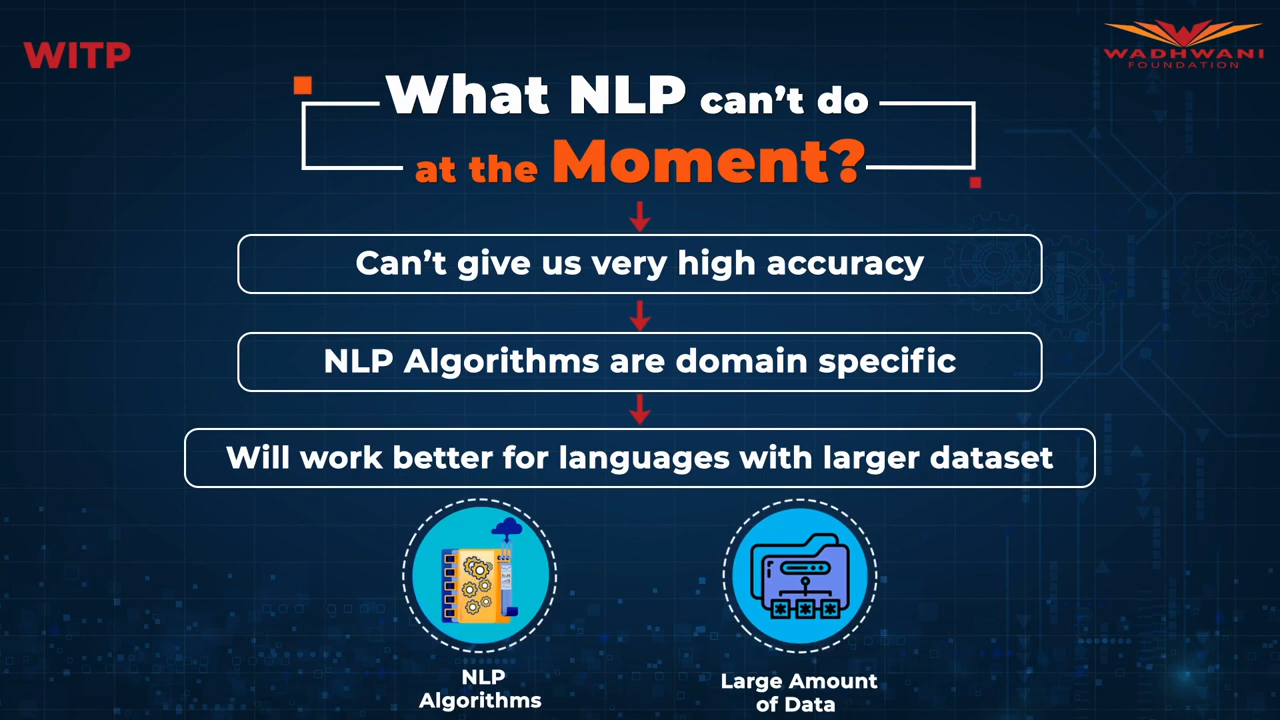 WITP
WADHWANI
FOUNDATION
What NLP can't do
at the Moment?
Can't give us very high accuracy
NLP Algorithms are domain specific
Will work better for languages with larger dataset
NLP
Algorithms
Large Amount
of Data